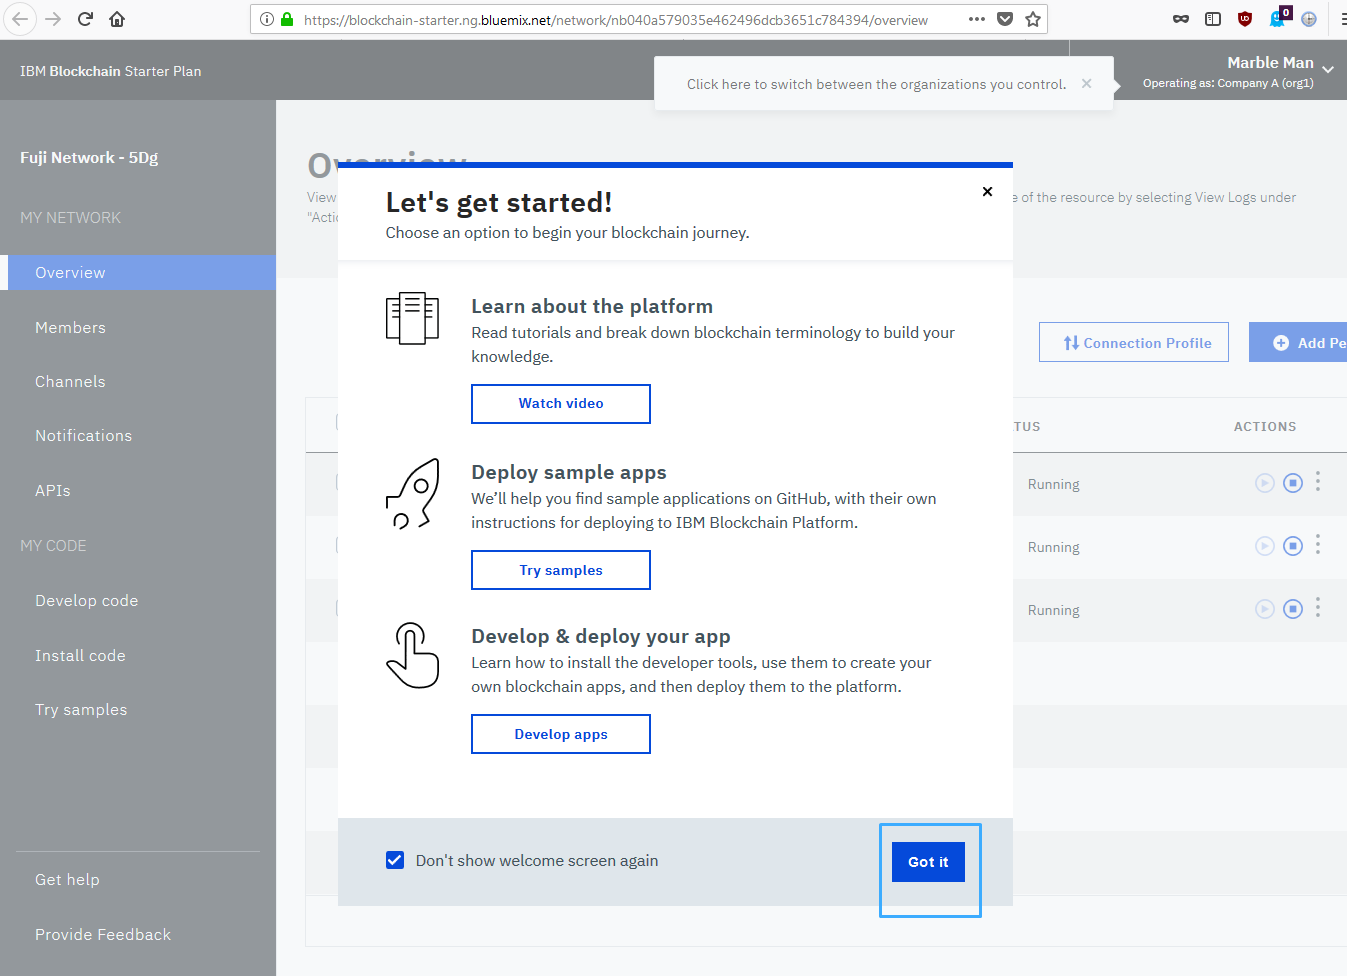 https://blockchain-starter.ng.bluemix.net/network/nb040a579035e462496dcb3651c784394/overview
0
IBM Blockchain Starter Plan
Click here to switch between the organizations you control.
Marble Man
Operating as: Company A (org1)
Fuji Network - 5Dg
MY NETWORK
Overview
Members
Channels
Notifications
APIs
MY CODE
Develop code
Install code
Try samples
Get help
Provide Feedback
Overview
View
e of the resource by selecting View Logs under
"Actio
Connection Profile
Add Pe
TUS
ACTIONS
Running
Running
Running
Let's get started!
Choose an option to begin your blockchain journey.
Learn about the platform
Read tutorials and break down blockchain terminology to build your
knowledge.
Watch video
Deploy sample apps
We’ll help you find sample applications on GitHub, with their own
instructions for deploying to IBM Blockchain Platform.
Try samples
Develop & deploy your app
Learn how to install the developer tools, use them to create your
own blockchain apps, and then deploy them to the platform.
Develop apps
Don't show welcome screen again
Got it